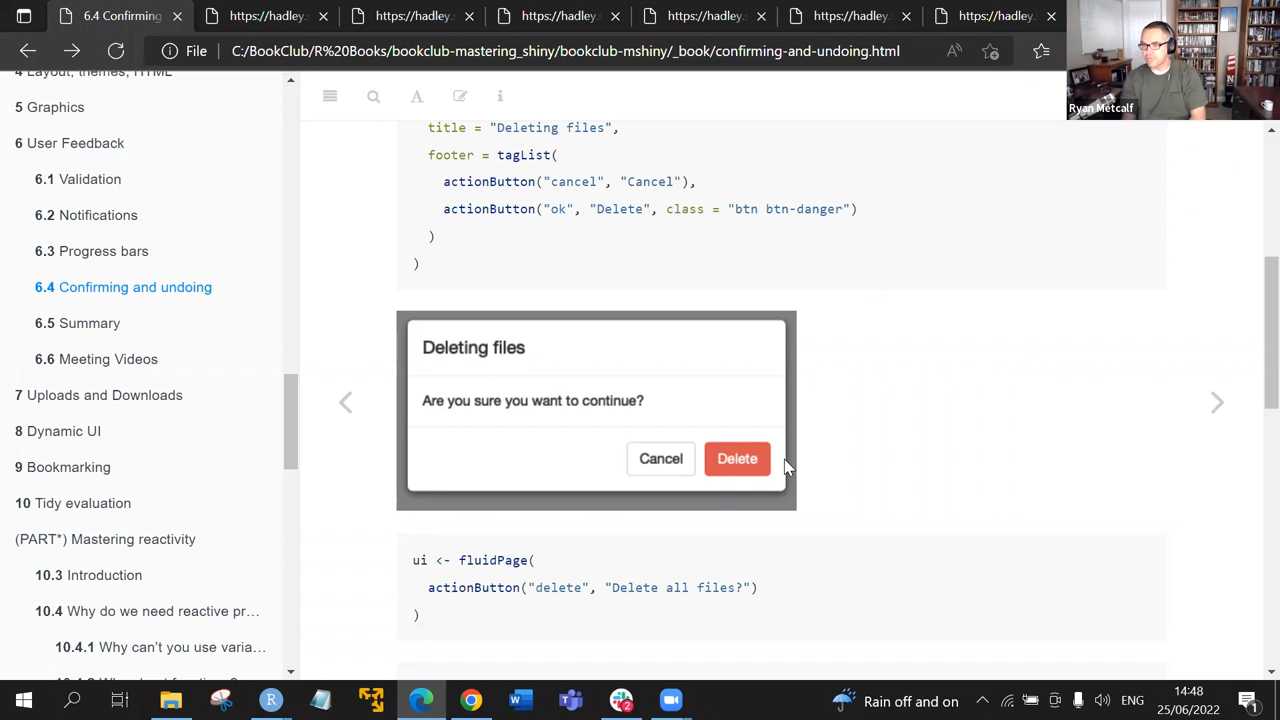 6.4 Confirming
https://hadley.
https://hadley.
https://hadley.
https://hadley.
https://hadley.
https://hadley.
File
C:/BookClub/R%20Books/bookclub-mastering_shiny/bookclub-mshiny/_book/confirming-and-undoing.html
Ryan Metcalf
4 Layout, themes, HTML
5 Graphics
6 User Feedback
6.1 Validation
6.2 Notifications
6.3 Progress bars
6.4 Confirming and undoing
6.5 Summary
6.6 Meeting Videos
7 Uploads and Downloads
8 Dynamic UI
9 Bookmarking
10 Tidy evaluation
(PART*) Mastering reactivity
10.3 Introduction
10.4 Why do we need reactive pr…
10.4.1 Why can’t you use varia…
title = "Deleting files",
footer = tagList(
actionButton("cancel", "Cancel"),
actionButton("ok", "Delete", class = "btn btn-danger")
)
)
Deleting files
Are you sure you want to continue?
Cancel
Delete
ui <- fluidPage(
actionButton("delete", "Delete all files?")
)
Rain off and on
ENG
14:48
25/06/2022